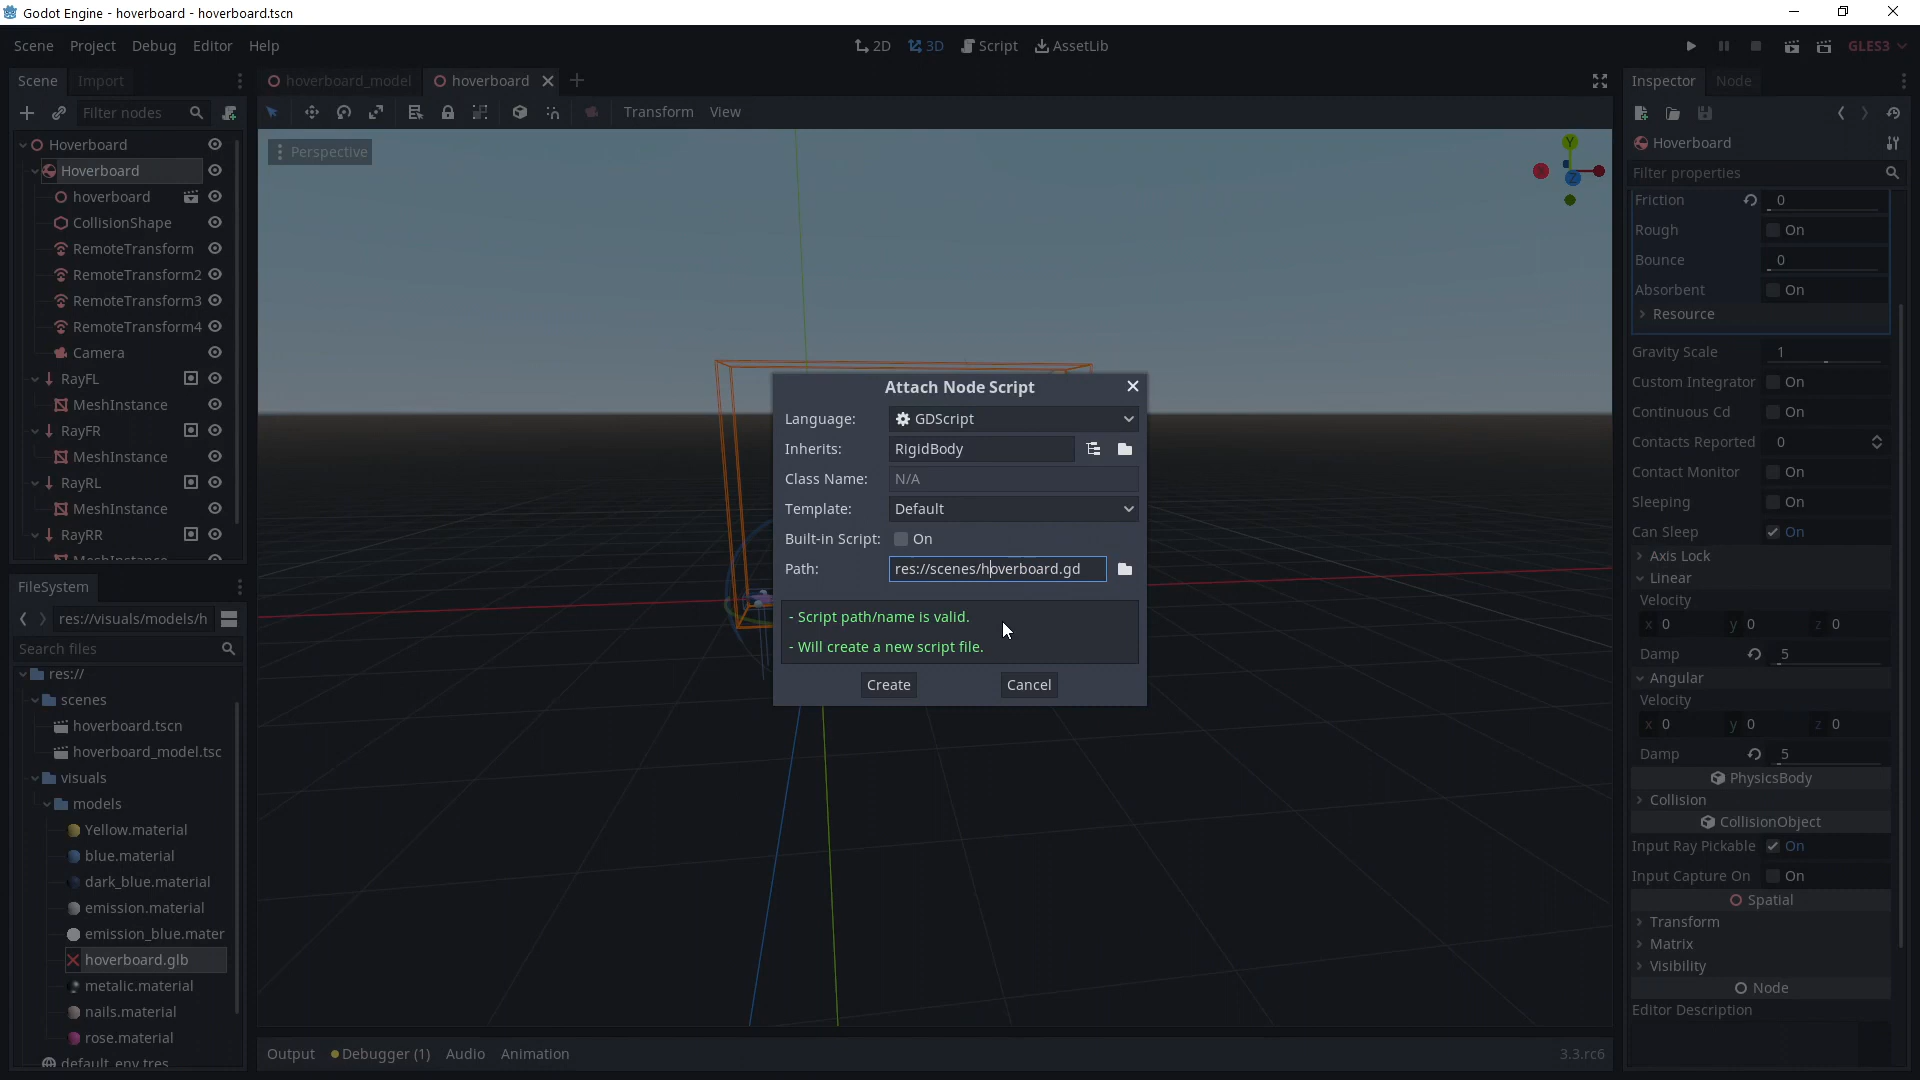 Godot Engine - hoverboard - hoverboard.tscn
Scene Project Debug Editor Help
2D 3D Script AssetLib
GLES3
Scene Import
hoverboard_model hoverboard
Inspector Node
Filter nodes
Transform View
Perspective
Hoverboard
Hoverboard
hoverboard
CollisionShape
RemoteTransform
RemoteTransform2
RemoteTransform3
RemoteTransform4
Camera
RayFL
MeshInstance
RayFR
MeshInstance
RayRL
MeshInstance
RayRR
MeshInstance
FileSystem
res://visuals/models/h
Search files
res://
scenes
hoverboard.tscn
hoverboard_model.tsc
visuals
models
Yellow.material
blue.material
dark_blue.material
emission.material
emission_blue.mater
hoverboard.glb
metalic.material
nails.material
rose.material
default_env.tres
Y
X
Z
Attach Node Script
Language: GDScript
Inherits: RigidBody
Class Name: N/A
Template: Default
Built-in Script: On
Path: res://scenes/hoverboard.gd
- Script path/name is valid.
- Will create a new script file.
Create Cancel
Output Debugger (1) Audio Animation
3.3.rc6
Hoverboard
Filter properties
Friction 0
Rough On
Bounce 0
Absorbent On
Resource
Gravity Scale 1
Custom Integrator On
Continuous Cd On
Contacts Reported 0
Contact Monitor On
Sleeping On
Can Sleep On
Axis Lock
Linear
Velocity
x 0 y 0 z 0
Damp 5
Angular
Velocity
x 0 y 0 z 0
Damp 5
PhysicsBody
Collision
CollisionObject
Input Ray Pickable On
Input Capture On On
Spatial
Transform
Matrix
Visibility
Node
Editor Description